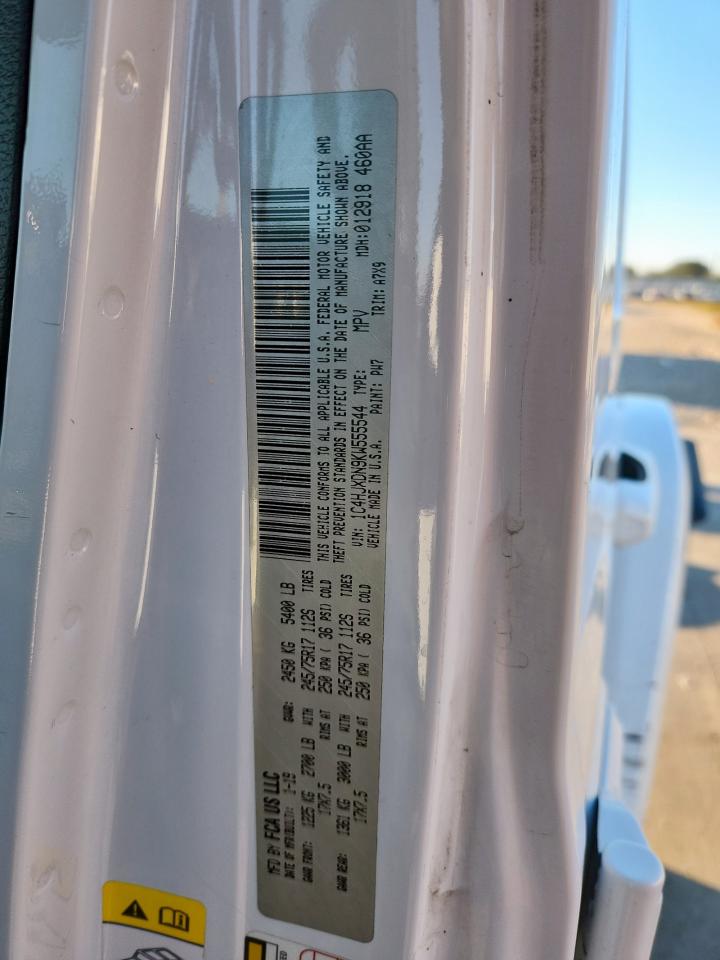 MFD BY FCA US LLC
DATE OF MFR(BUILT): 1-19 GVWR: 2450 KG 5400 LB
GAWR FRONT: 1225 KG 2700 LB WITH 245/75R17 112S TIRES
17X7.5 RIMS AT 250 KPA ( 36 PSI) COLD
GAWR REAR: 1361 KG 3000 LB WITH 245/75R17 112S TIRES
17X7.5 RIMS AT 250 KPA ( 36 PSI) COLD
THIS VEHICLE CONFORMS TO ALL APPLICABLE U.S.A. FEDERAL MOTOR VEHICLE SAFETY AND
THEFT PREVENTION STANDARDS IN EFFECT ON THE DATE OF MANUFACTURE SHOWN ABOVE.
VIN: 1C4HJXDN9KW555544 TYPE: MPV MDH:012918 460AA
VEHICLE MADE IN U.S.A. PAINT: PW7 TRIM: A7X9